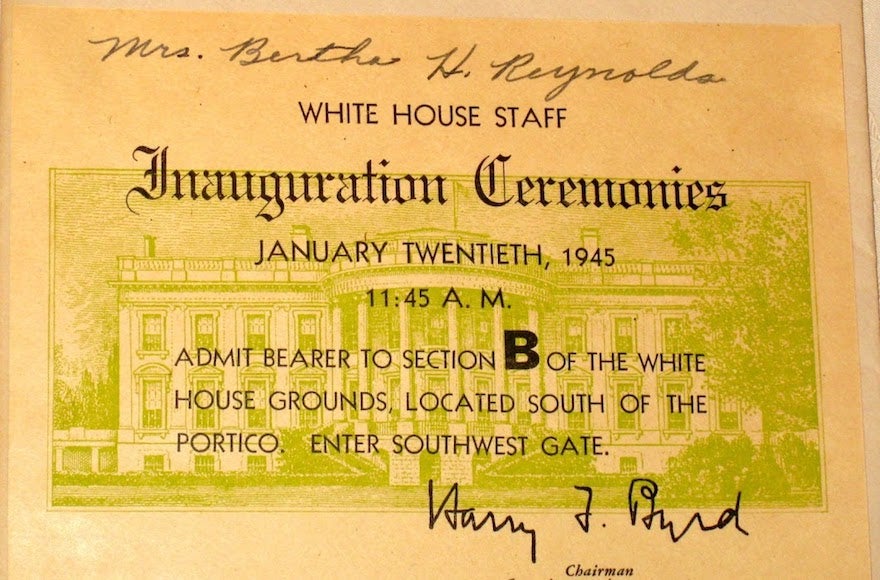 Mrs. Bertha H. Reynolds
WHITE HOUSE STAFF
Inauguration Ceremonies
JANUARY TWENTIETH, 1945
11:45 A. M.
ADMIT BEARER TO SECTION B OF THE WHITE
HOUSE GROUNDS, LOCATED SOUTH OF THE
PORTICO. ENTER SOUTHWEST GATE.
Harry F. Byrd
Chairman